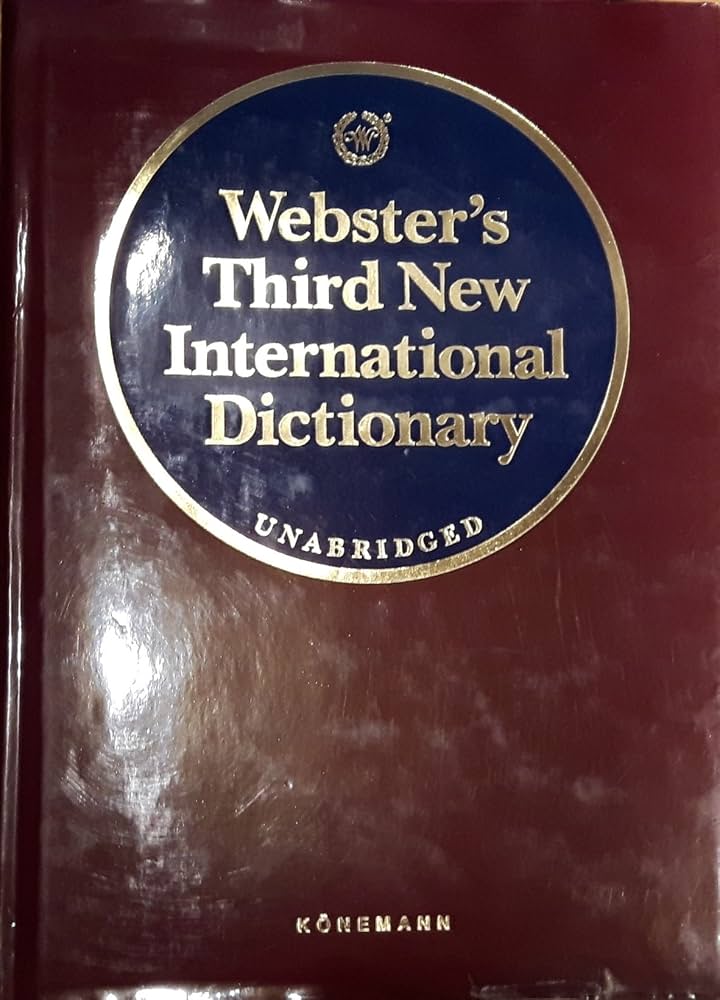 Webster's
Third New
International
Dictionary
UNABRIDGED
KÖNEMANN